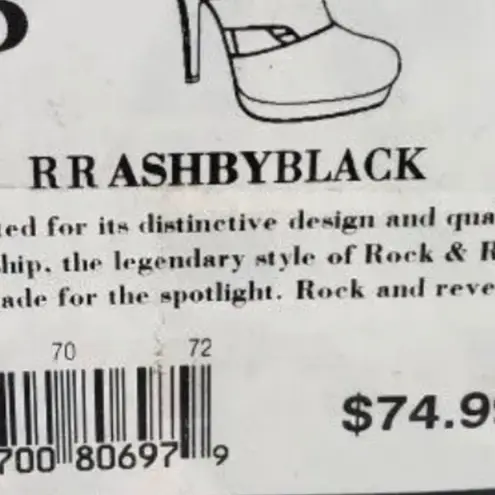 RR ASHBYBLACK
ted for its distinctive design and qua
hip, the legendary style of Rock & R
ade for the spotlight. Rock and reve
70 72
700 80697 9
$74.9